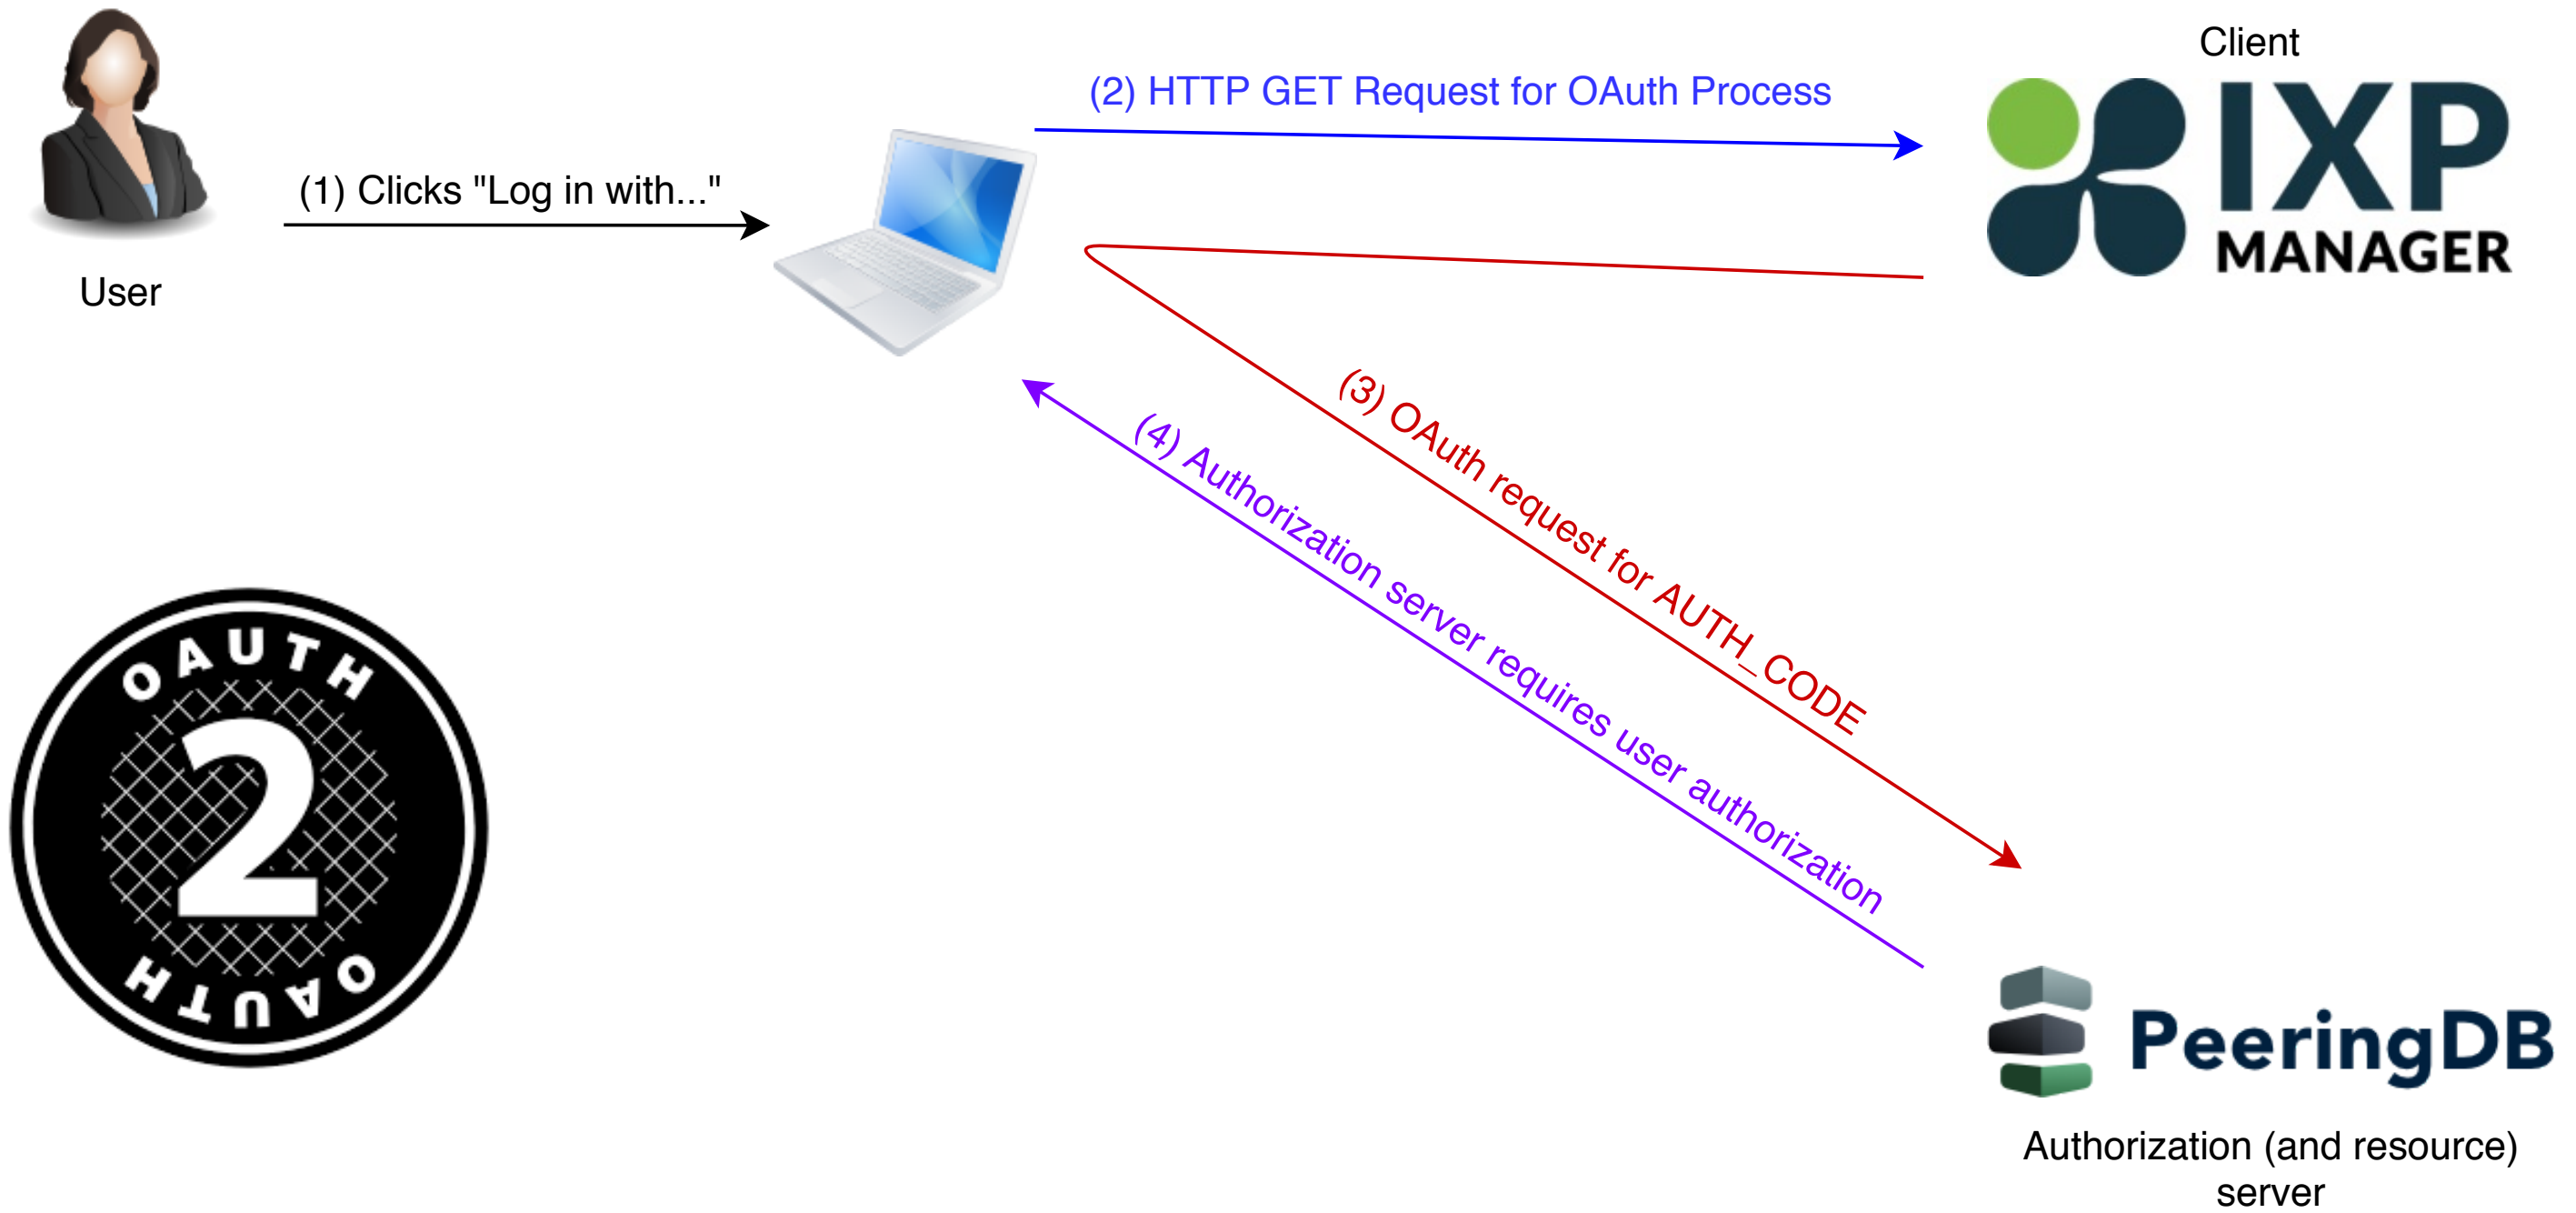 Client
(2) HTTP GET Request for OAuth Process
IXP
MANAGER
(1) Clicks "Log in with..."
User
(3) OAuth request for AUTH_CODE
(4) Authorization server requires user authorization
OAUTH
2
OAUTH
PeeringDB
Authorization (and resource)
server